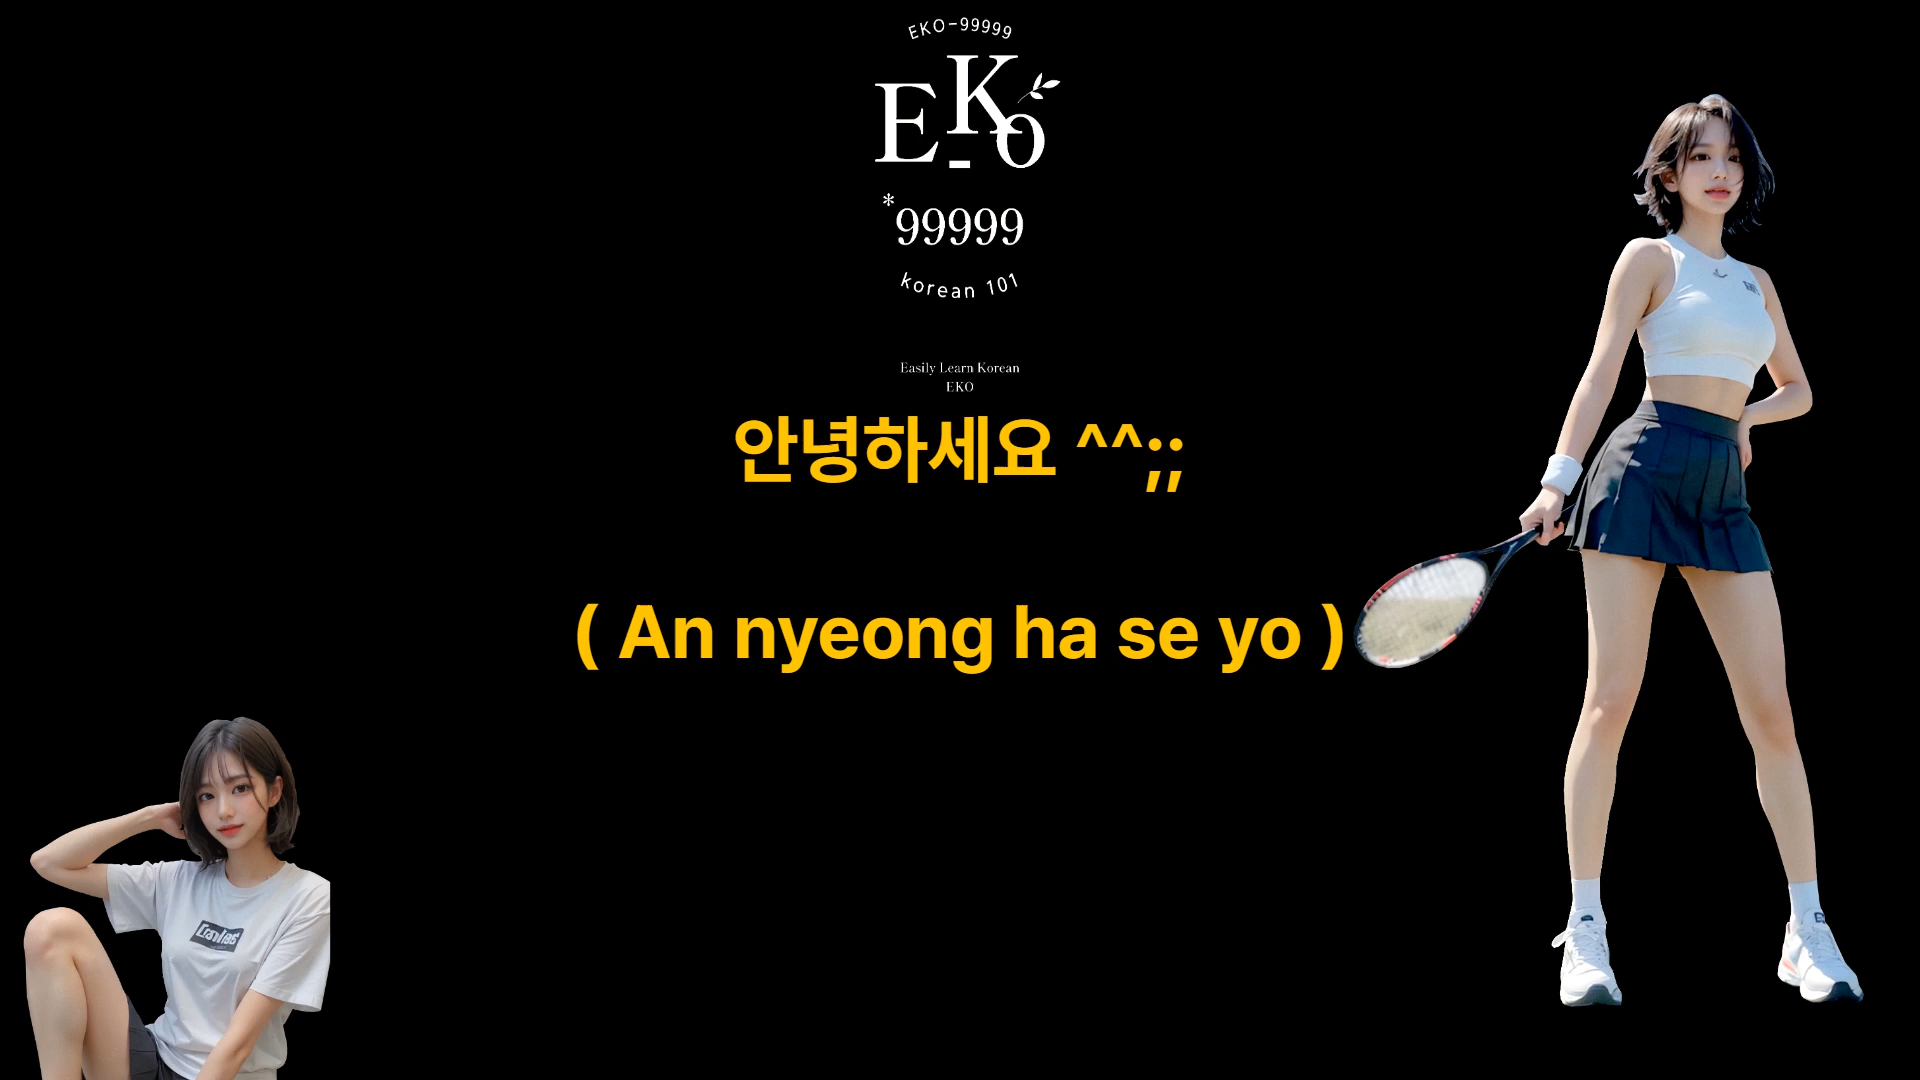 EKO-99999
E-Ko
*99999
korean 101
Easily Learn Korean
EKO
안녕하세요 ^^;;
( An nyeong ha se yo )